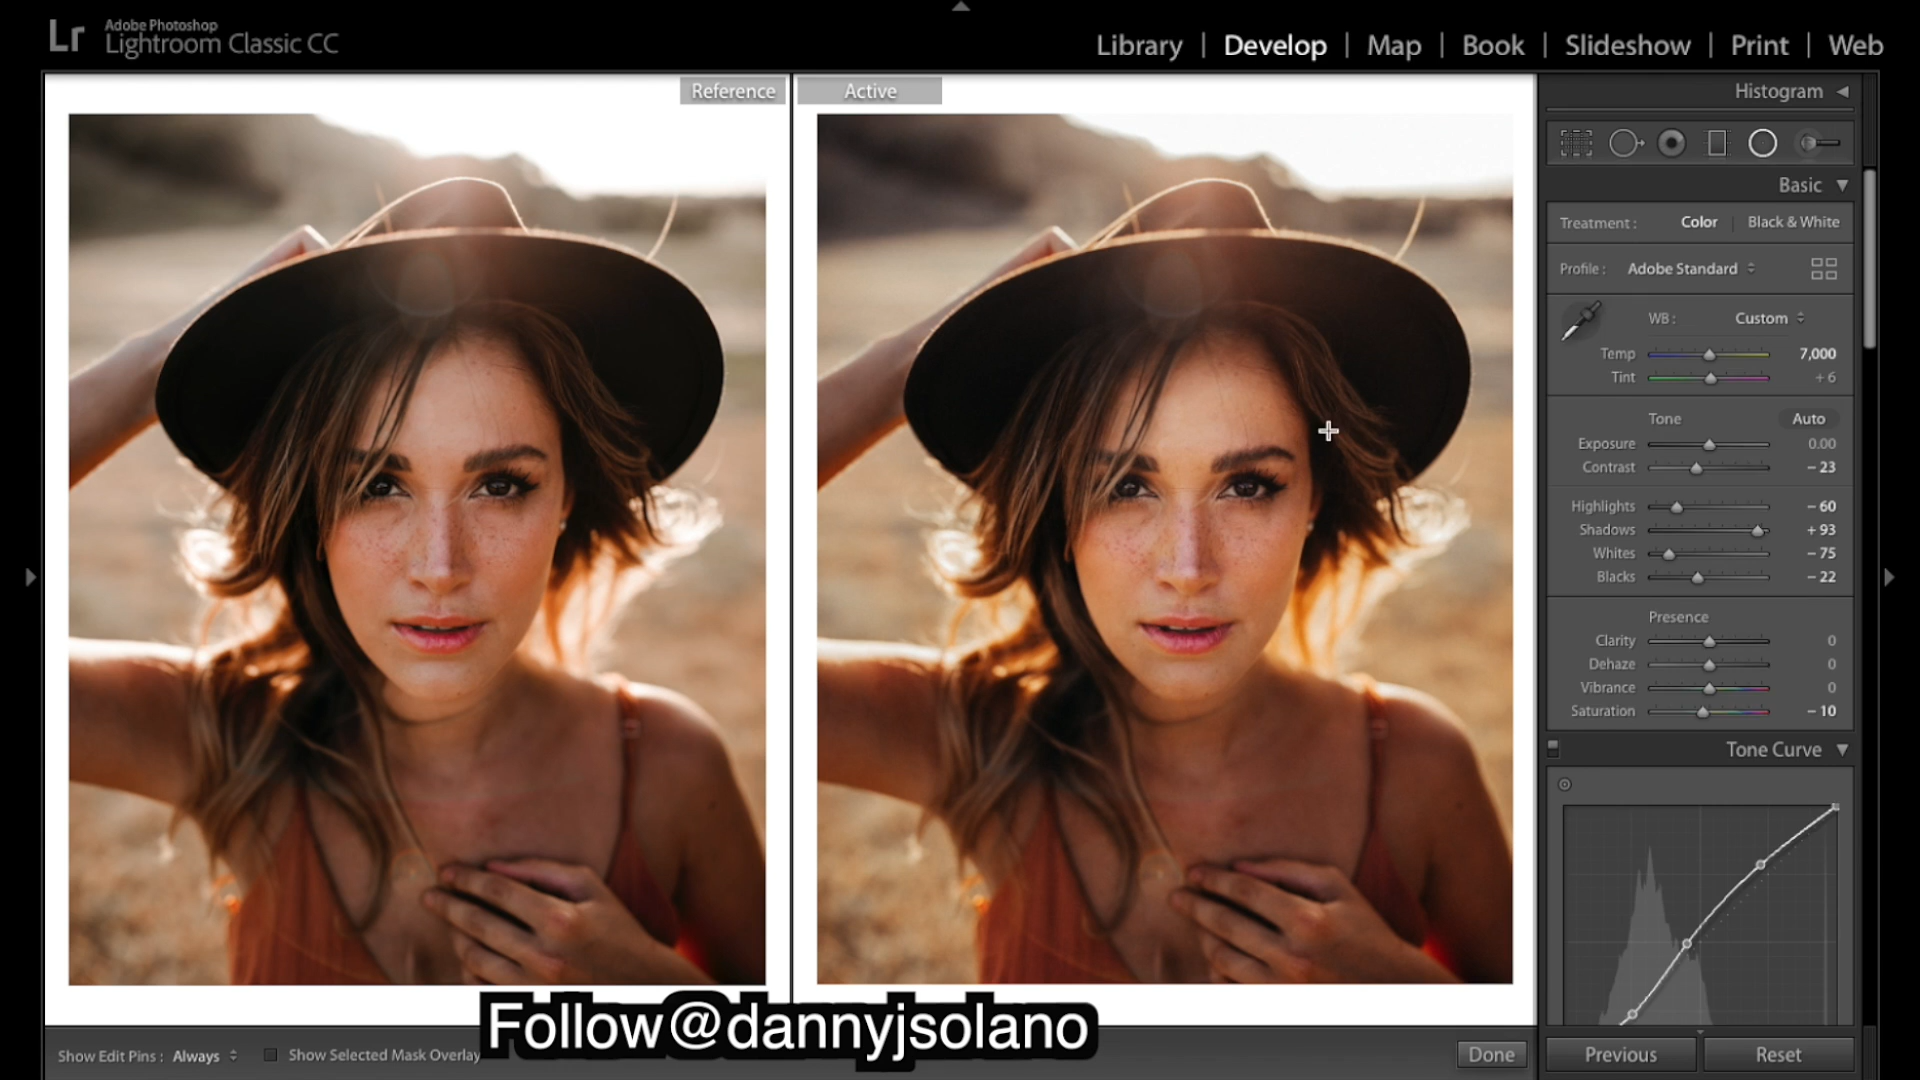 Lr
Adobe Photoshop
Lightroom Classic CC
Library | Develop | Map | Book | Slideshow | Print | Web
Reference
Active
Histogram
Basic
Treatment :
Color | Black & White
Profile : Adobe Standard
WB : Custom
Temp 7,000
Tint + 6
Tone Auto
Exposure 0.00
Contrast – 23
Highlights – 60
Shadows + 93
Whites – 75
Blacks – 22
Presence
Clarity 0
Dehaze 0
Vibrance 0
Saturation – 10
Tone Curve
Follow@dannyjsolano
Show Edit Pins : Always
Show Selected Mask Overlay
Done
Previous
Reset